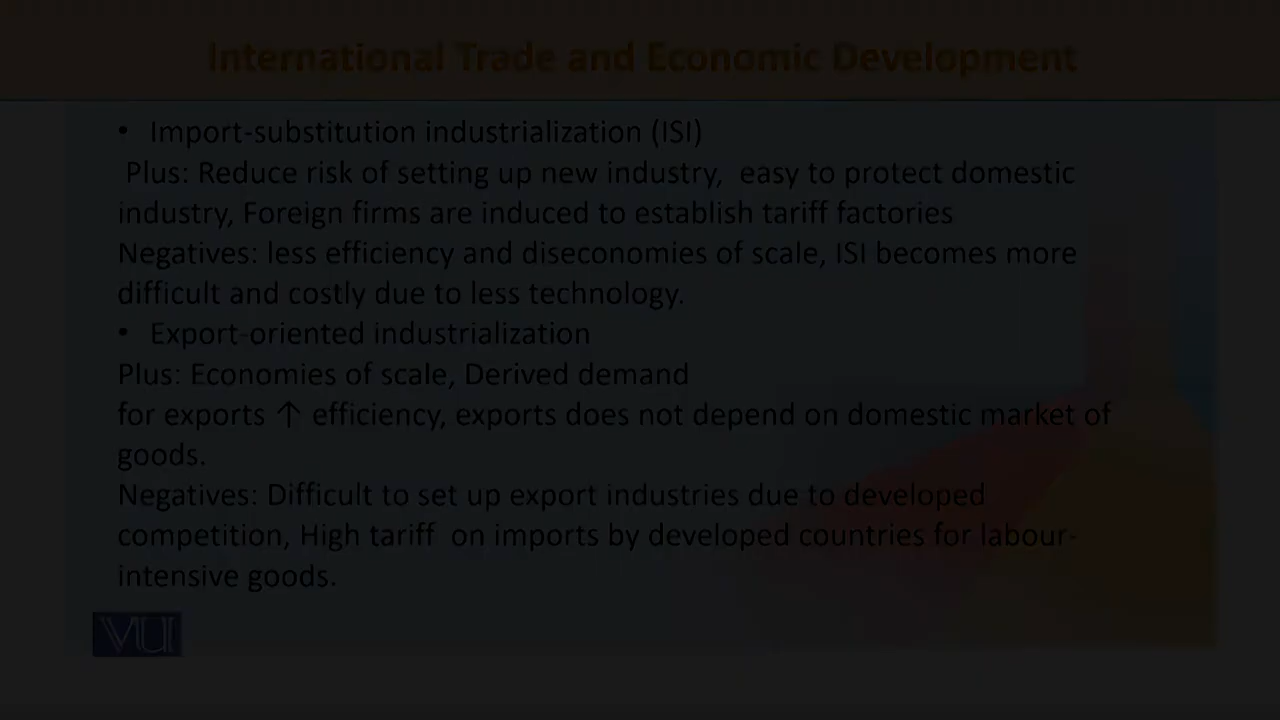 International Trade and Economic Development
• Import-substitution industrialization (ISI)
Plus: Reduce risk of setting up new industry, easy to protect domestic
industry, Foreign firms are induced to establish tariff factories
Negatives: less efficiency and diseconomies of scale, ISI becomes more
difficult and costly due to less technology.
• Export-oriented industrialization
Plus: Economies of scale, Derived demand
for exports ↑ efficiency, exports does not depend on domestic market of
goods.
Negatives: Difficult to set up export industries due to developed
competition, High tariff on imports by developed countries for labour-
intensive goods.
VU